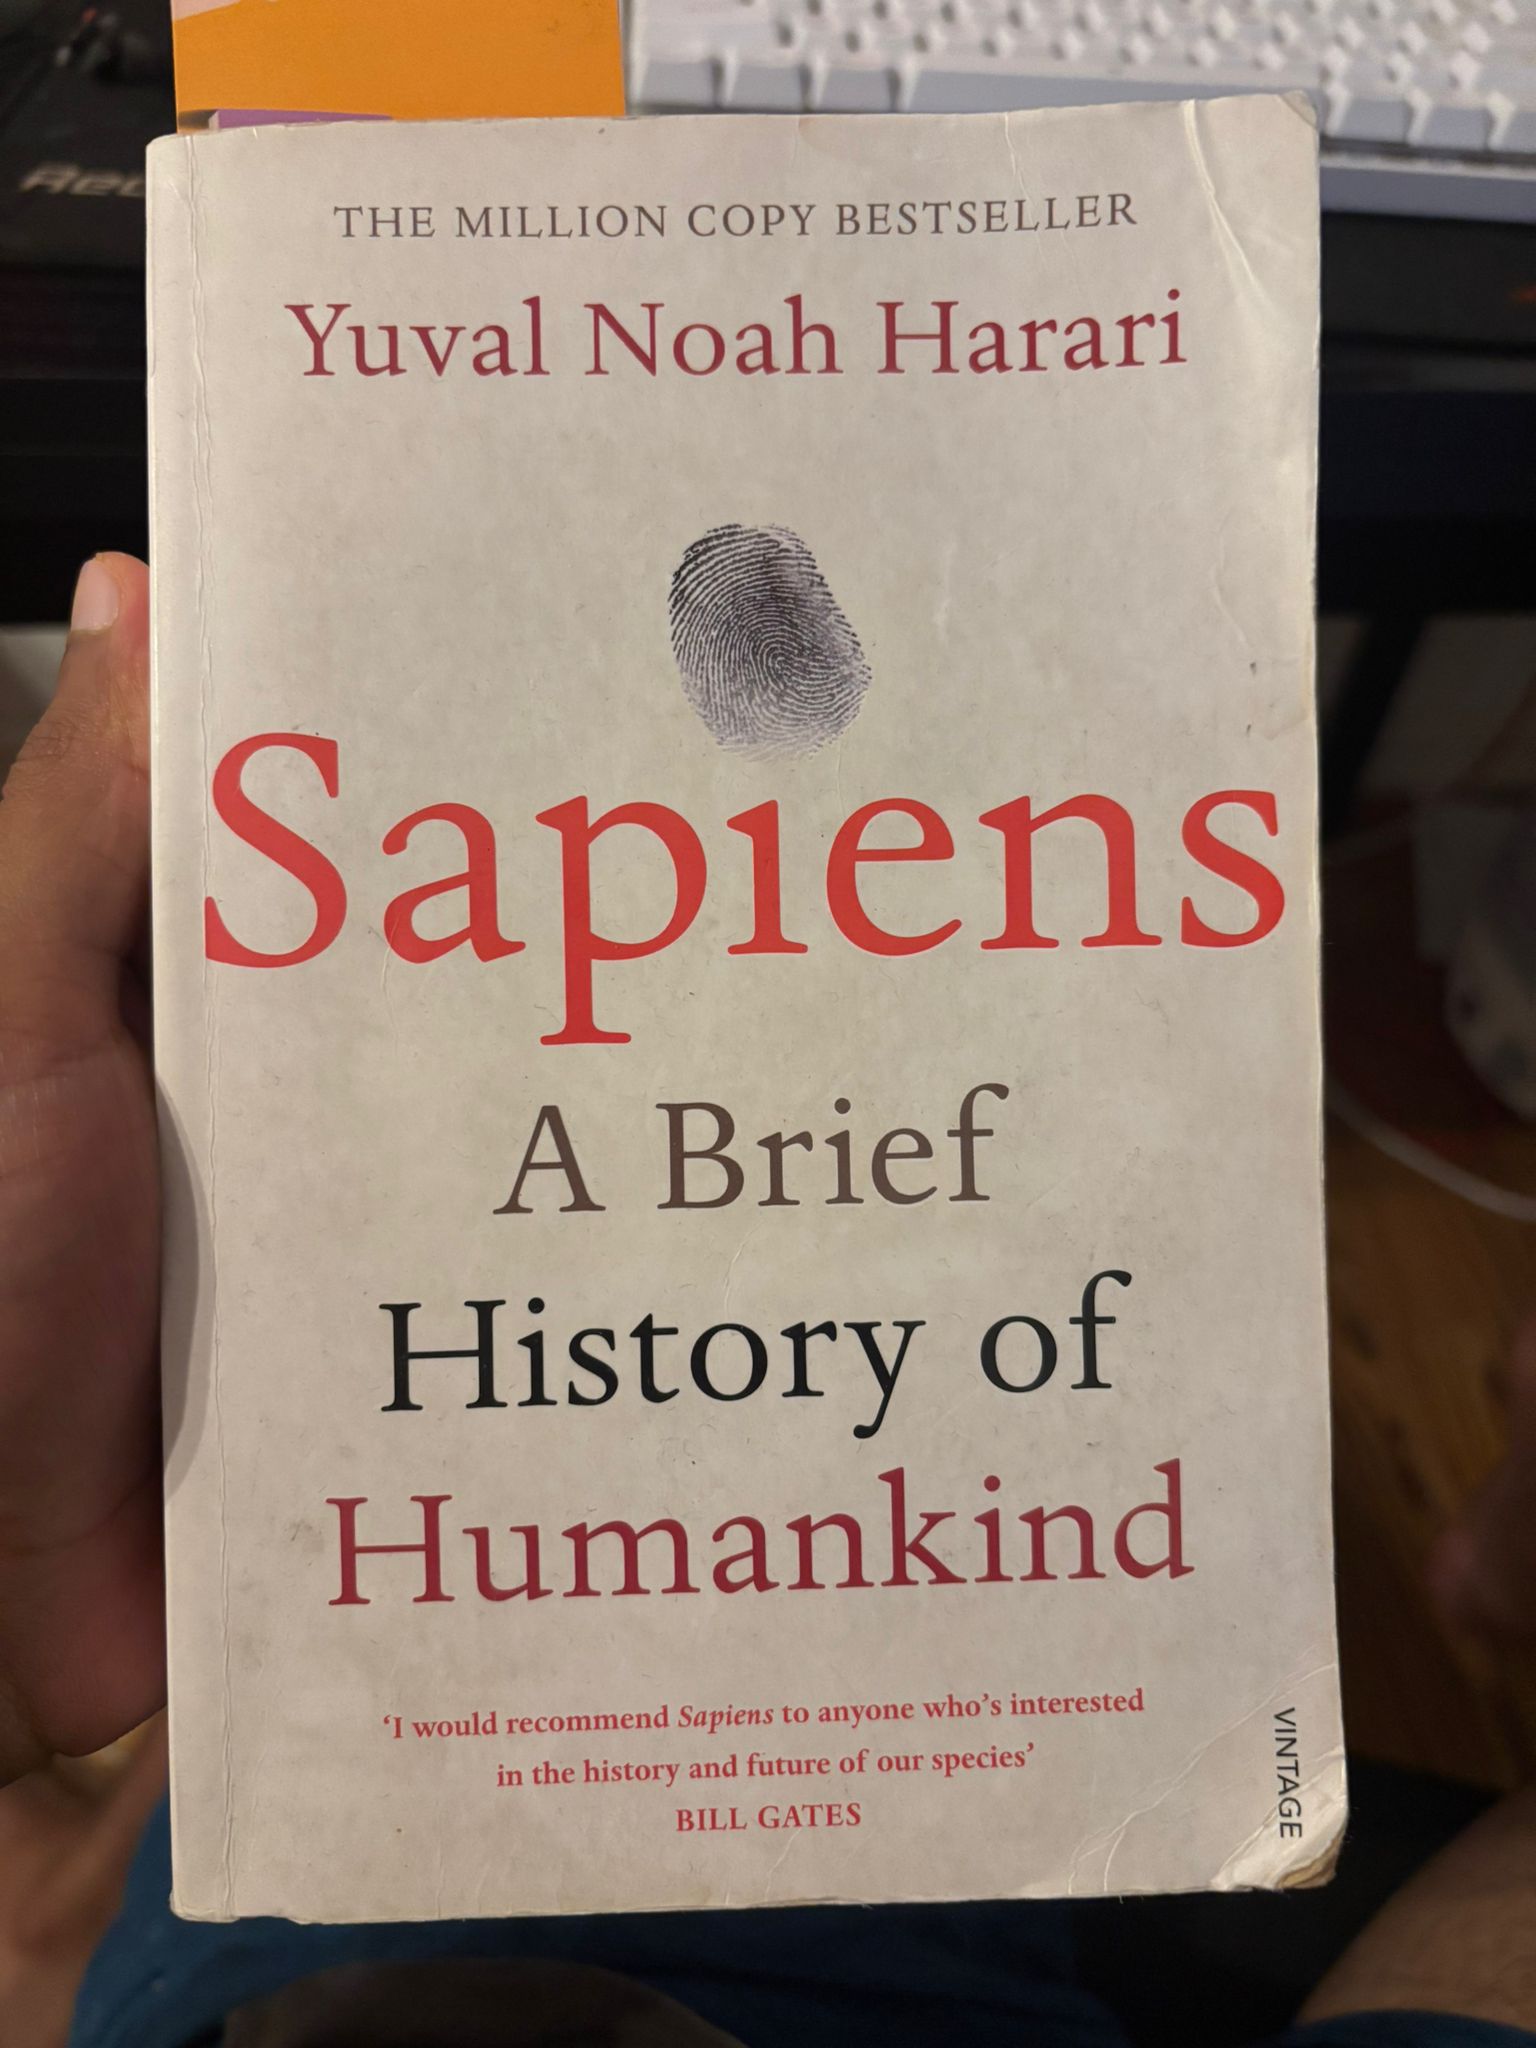 THE MILLION COPY BESTSELLER
Yuval Noah Harari
Sapiens
A Brief
History of
Humankind
‘I would recommend Sapiens to anyone who’s interested
in the history and future of our species’
BILL GATES
VINTAGE